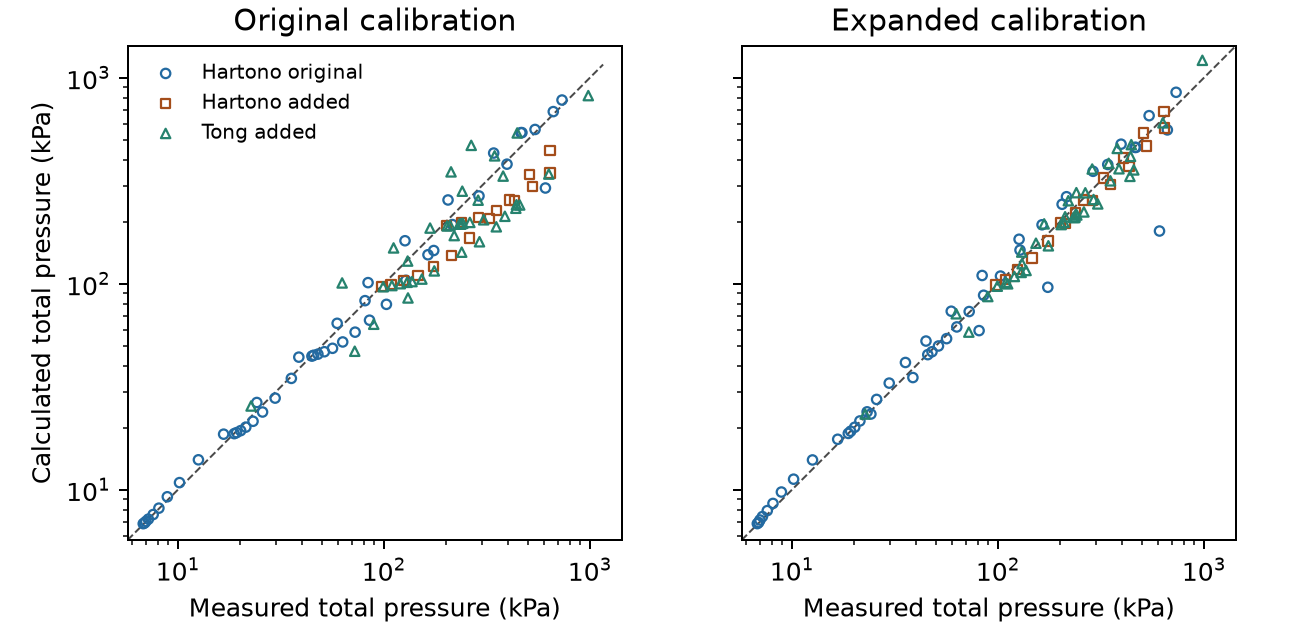 Original calibration
Expanded calibration
Hartono original
Hartono added
Tong added
Calculated total pressure (kPa)
10³
10²
10¹
10¹ 10² 10³
10¹ 10² 10³
Measured total pressure (kPa)
Measured total pressure (kPa)